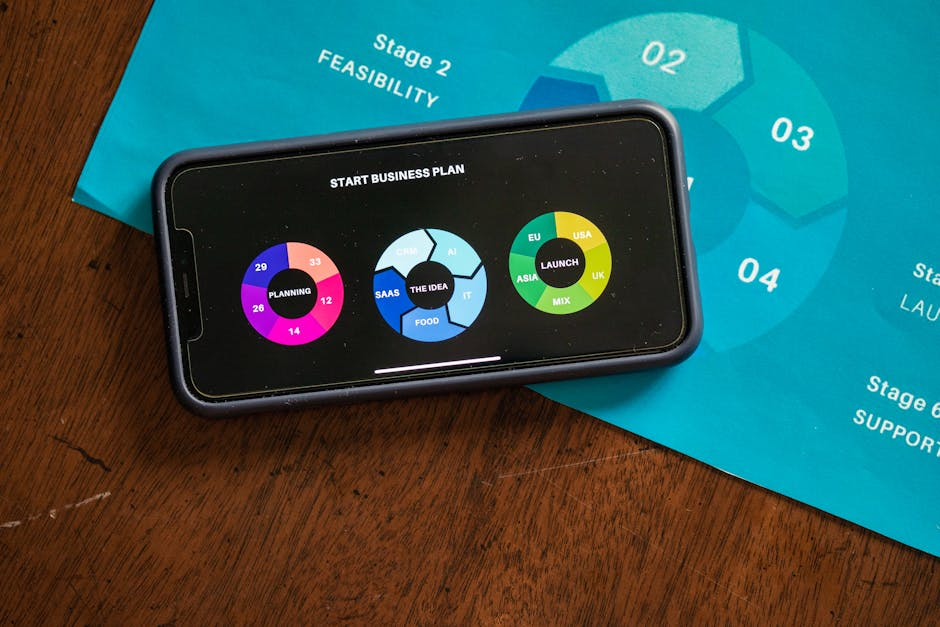 Stage 2
FEASIBILITY
02
03
04
START BUSINESS PLAN
29
33
PLANNING
26
12
14
CRM
AI
SAAS
THE IDEA
IT
FOOD
EU
USA
LAUNCH
ASIA
UK
MIX
Stage 6